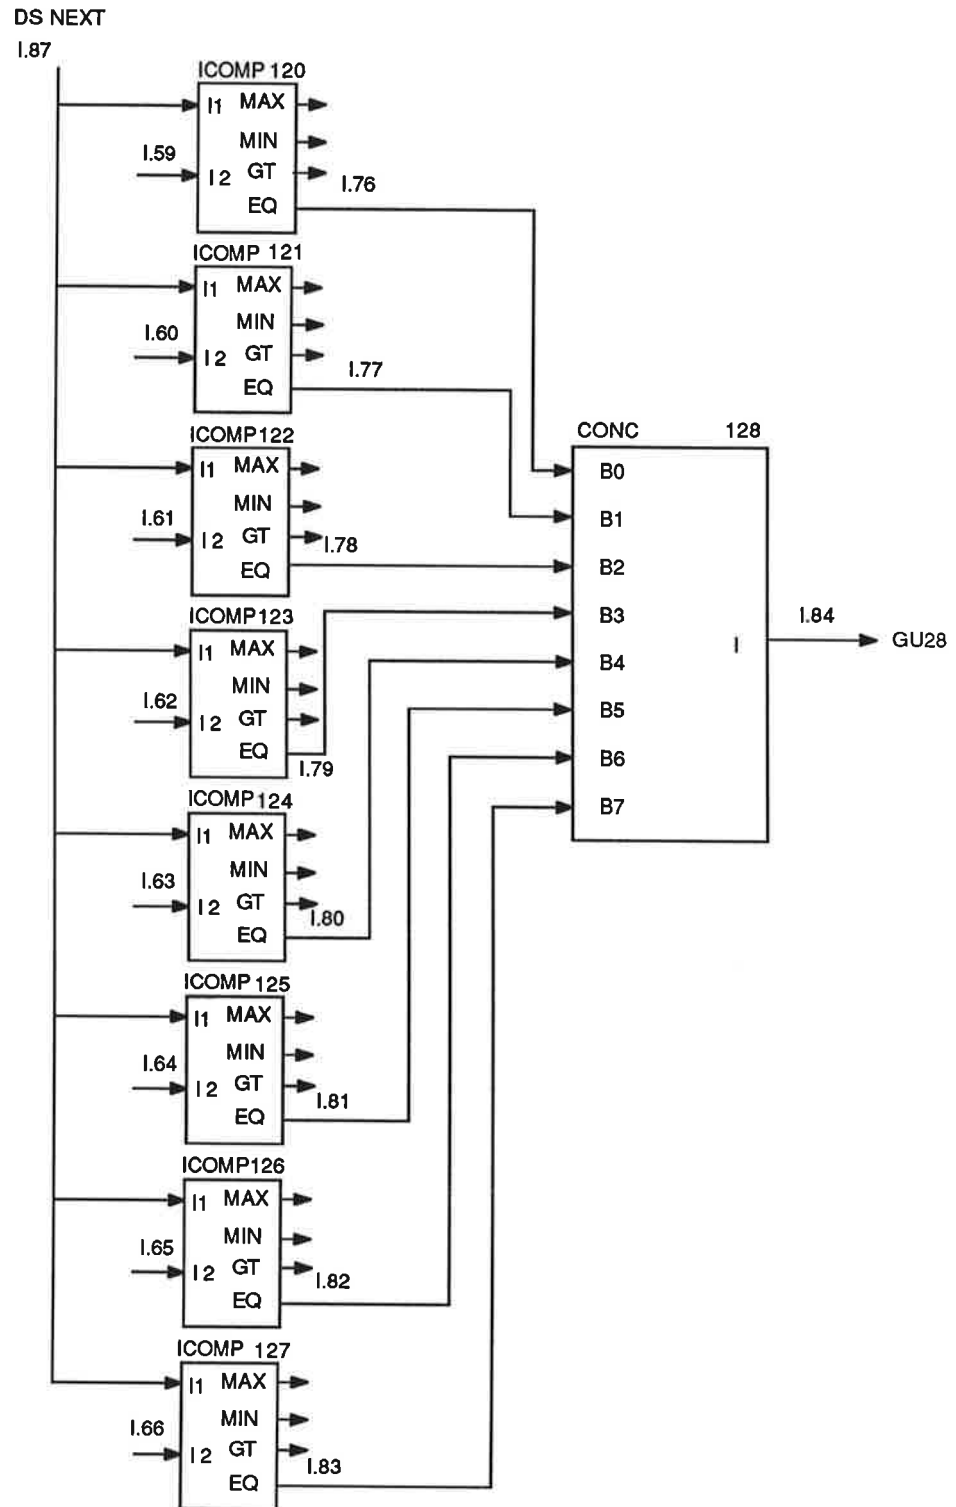 DS NEXT
I.87
ICOMP 120
I1 MAX
MIN
I.59
I2 GT
I.76
EQ
ICOMP 121
I1 MAX
MIN
I.60
I2 GT
I.77
EQ
ICOMP122
I1 MAX
MIN
I.61
I2 GT
I.78
EQ
ICOMP123
I1 MAX
MIN
I.62
I2 GT
EQ
I.79
ICOMP124
I1 MAX
MIN
I.63
I2 GT
I.80
EQ
ICOMP125
I1 MAX
MIN
I.64
I2 GT
I.81
EQ
ICOMP126
I1 MAX
MIN
I.65
I2 GT
I.82
EQ
ICOMP 127
I1 MAX
MIN
I.66
I2 GT
I.83
EQ
CONC 128
B0
B1
B2
B3
B4
B5
B6
B7
I
I.84
GU28